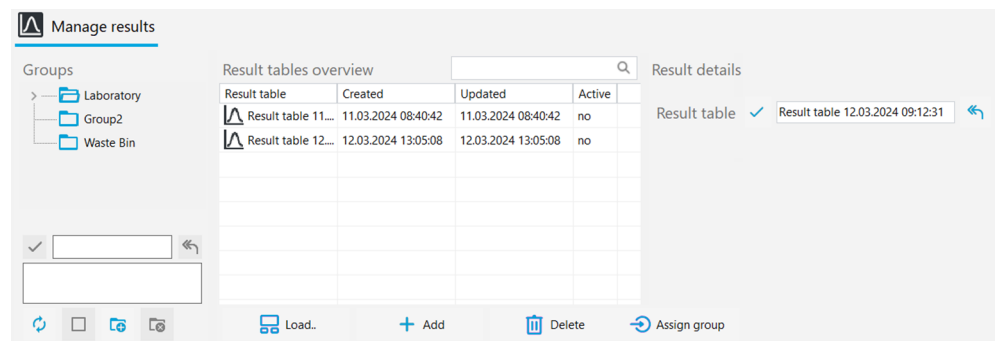 Manage results
Groups
Laboratory
Group2
Waste Bin
Result tables overview
Result table Created Updated Active
Result table 11.... 11.03.2024 08:40:42 11.03.2024 08:40:42 no
Result table 12.... 12.03.2024 13:05:08 12.03.2024 13:05:08 no
Load.. Add Delete Assign group
Result details
Result table Result table 12.03.2024 09:12:31